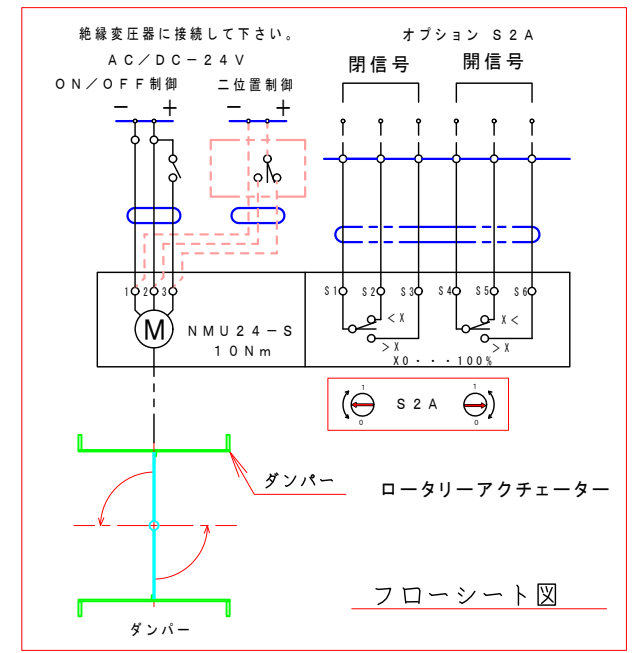 絶縁変圧器に接続して下さい。
AC/DC-24V
ON/OFF制御
二位置制御
- +
- +
オプション S2A
閉信号
開信号
1 2 3
S1 S2 S3 S4 S5 S6
M
NMU24-S
10Nm
<X
>X
X<
>X
X0・・・100%
1
0
S2A
1
0
ダンパー
ロータリーアクチェーター
フローシート図
ダンパー